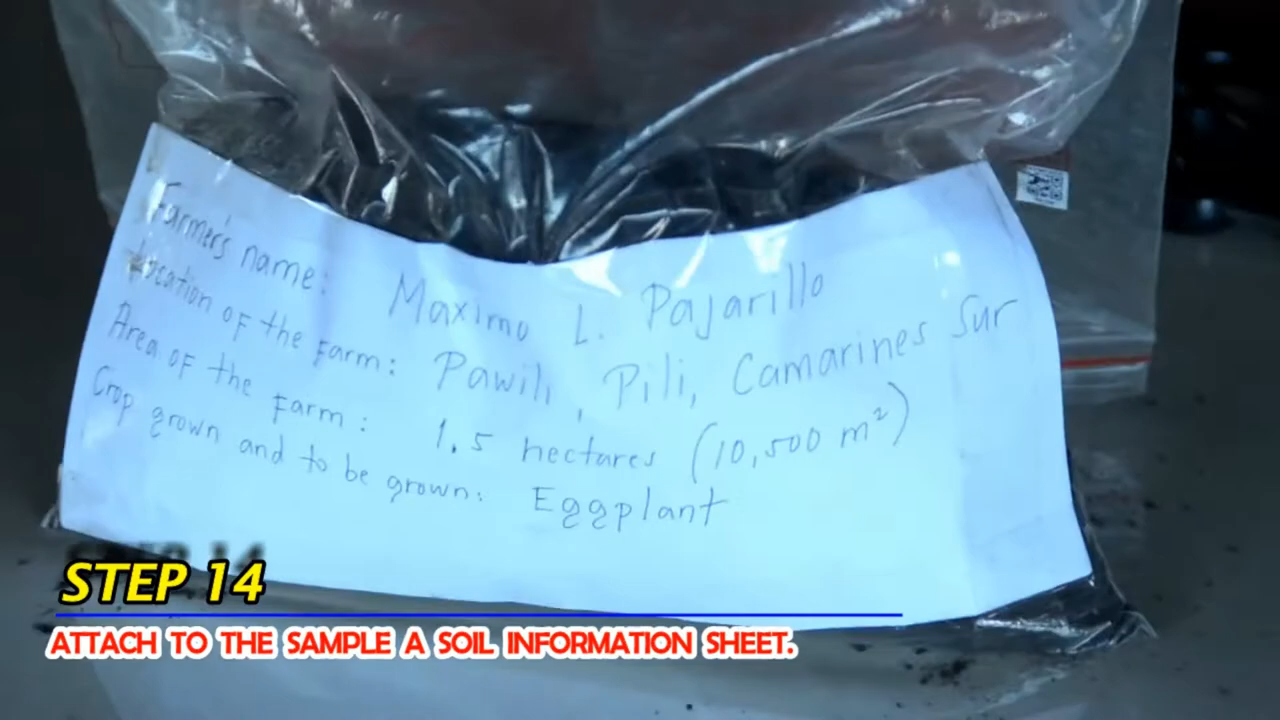 Farmer's name: Maximo L. Pajarillo
Location of the Farm: Pawili, Pili, Camarines Sur
Area of the Farm: 1.5 hectares (10,500 m²)
Crop grown and to be grown: Eggplant
STEP 14
ATTACH TO THE SAMPLE A SOIL INFORMATION SHEET.